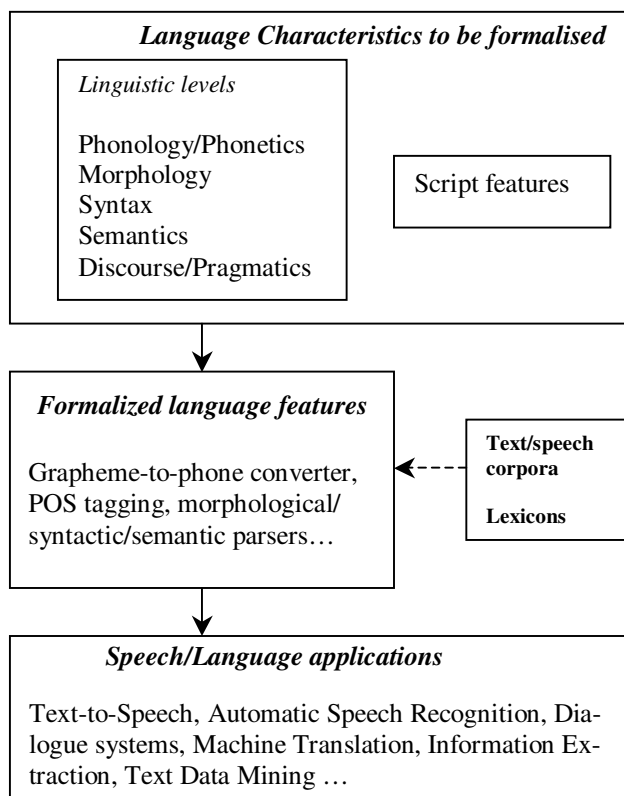 Language Characteristics to be formalised
Linguistic levels
Phonology/Phonetics
Morphology
Syntax
Semantics
Discourse/Pragmatics
Script features
Formalized language features
Grapheme-to-phone converter,
POS tagging, morphological/
syntactic/semantic parsers…
Text/speech
corpora
Lexicons
Speech/Language applications
Text-to-Speech, Automatic Speech Recognition, Dia-
logue systems, Machine Translation, Information Ex-
traction, Text Data Mining …